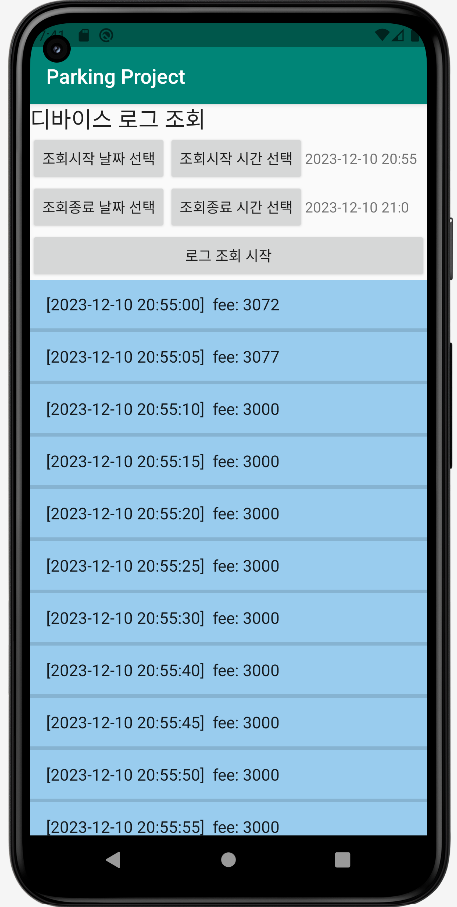 7:41
Parking Project
디바이스 로그 조회
조회시작 날짜 선택 조회시작 시간 선택 2023-12-10 20:55
조회종료 날짜 선택 조회종료 시간 선택 2023-12-10 21:0
로그 조회 시작
[2023-12-10 20:55:00] fee: 3072
[2023-12-10 20:55:05] fee: 3077
[2023-12-10 20:55:10] fee: 3000
[2023-12-10 20:55:15] fee: 3000
[2023-12-10 20:55:20] fee: 3000
[2023-12-10 20:55:25] fee: 3000
[2023-12-10 20:55:30] fee: 3000
[2023-12-10 20:55:40] fee: 3000
[2023-12-10 20:55:45] fee: 3000
[2023-12-10 20:55:50] fee: 3000
[2023-12-10 20:55:55] fee: 3000